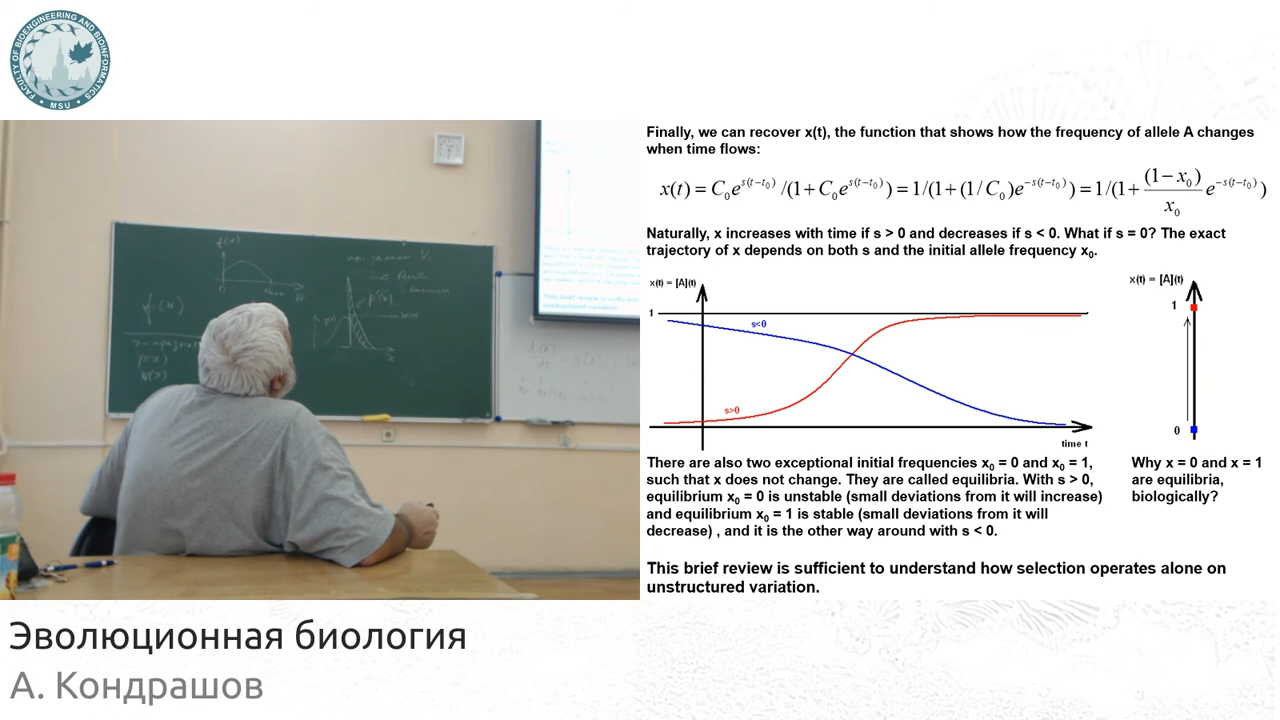 FACULTY OF BIOENGINEERING AND BIOINFORMATICS
• MSU •
Finally, we can recover x(t), the function that shows how the frequency of allele A changes
when time flows:
x(t) = C₀e^{s(t−t₀)} /(1+C₀e^{s(t−t₀)}) = 1/(1+(1/C₀)e^{−s(t−t₀)}) = 1/(1+ (1−x₀)/x₀ e^{−s(t−t₀)})
Naturally, x increases with time if s > 0 and decreases if s < 0. What if s = 0? The exact
trajectory of x depends on both s and the initial allele frequency x₀.
x(t) = [A](t)
1
s<0
s>0
time t
x(t) = [A](t)
1
0
There are also two exceptional initial frequencies x₀ = 0 and x₀ = 1,
such that x does not change. They are called equilibria. With s > 0,
equilibrium x₀ = 0 is unstable (small deviations from it will increase)
and equilibrium x₀ = 1 is stable (small deviations from it will
decrease) , and it is the other way around with s < 0.
Why x = 0 and x = 1
are equilibria,
biologically?
This brief review is sufficient to understand how selection operates alone on
unstructured variation.
Эволюционная биология
А. Кондрашов